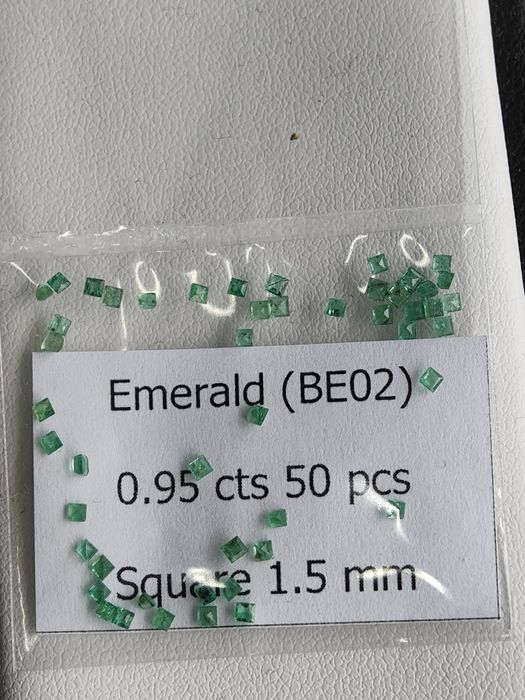 Emerald (BE02)
0.95 cts 50 pcs
Square 1.5 mm